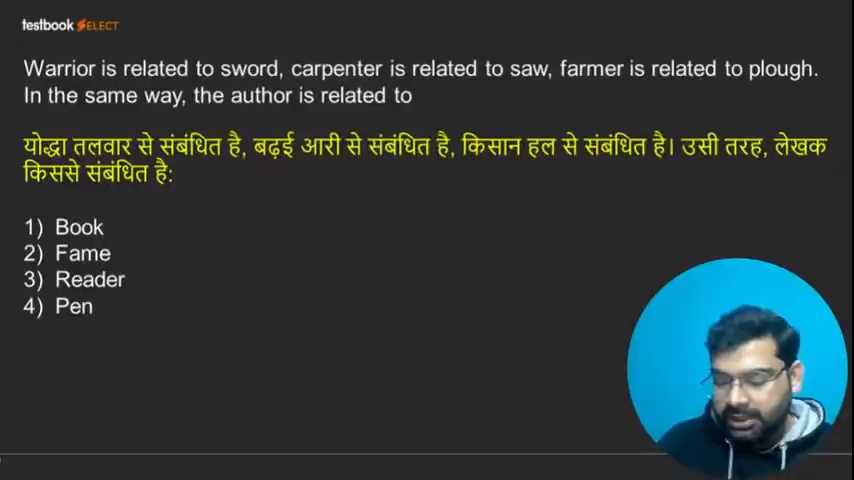 testbook SELECT
Warrior is related to sword, carpenter is related to saw, farmer is related to plough.
In the same way, the author is related to
योद्धा तलवार से संबंधित है, बढ़ई आरी से संबंधित है, किसान हल से संबंधित है। उसी तरह, लेखक
किससे संबंधित है:
1) Book
2) Fame
3) Reader
4) Pen